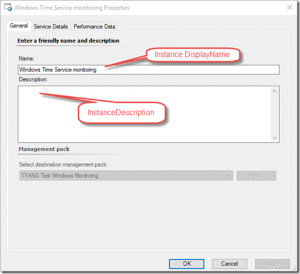 Windows Time Service monitoring Properties
General
Service Details
Performance Data
Enter a friendly name and description
Instance DisplayName
Name:
Windows Time Service monitoring
Description:
InstanceDescription
Management pack
Select destination management pack:
TYANG Test Windows Monitoring
New...
OK
Cancel
Apply